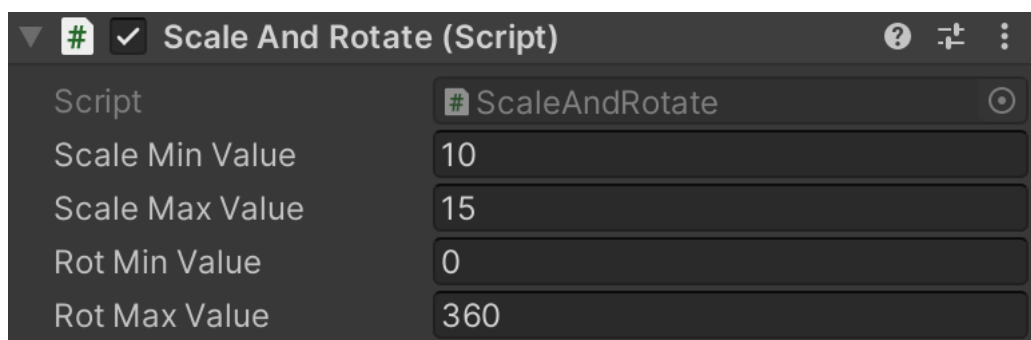 # Scale And Rotate (Script) ?
Script # ScaleAndRotate
Scale Min Value 10
Scale Max Value 15
Rot Min Value 0
Rot Max Value 360